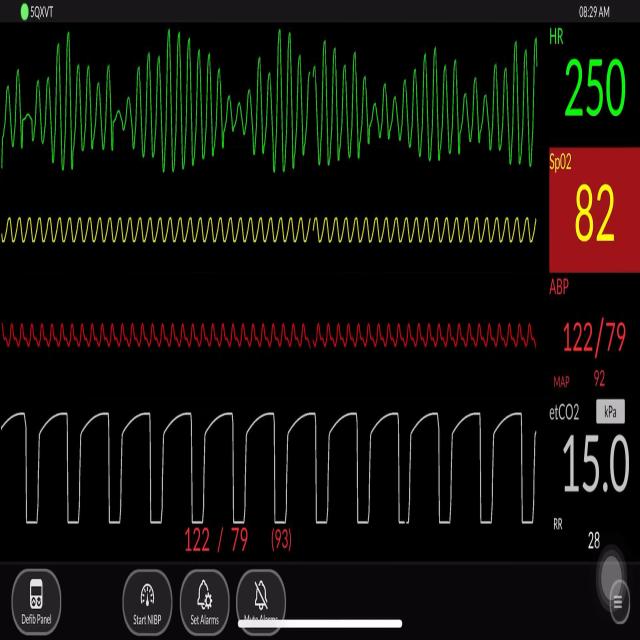 5QXVT
08:29 AM
HR
250
SpO2
82
ABP
122/79
MAP 92
etCO2 kPa
15.0
RR
28
122 / 79 (93)
Defib Panel
Start NIBP
Set Alarms
Mute Alarms